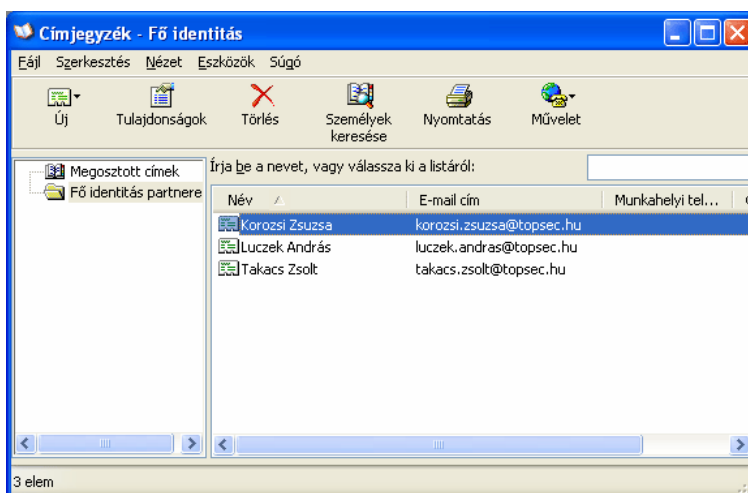 Címjegyzék - Fő identitás
Fájl Szerkesztés Nézet Eszközök Súgó
Új Tulajdonságok Törlés Személyek keresése Nyomtatás Művelet
Megosztott címek
Fő identitás partnere
Írja be a nevet, vagy válassza ki a listáról:
Név E-mail cím Munkahelyi tel...
Korozsi Zsuzsa korozsi.zsuzsa@topsec.hu
Luczek András luczek.andras@topsec.hu
Takacs Zsolt takacs.zsolt@topsec.hu
3 elem